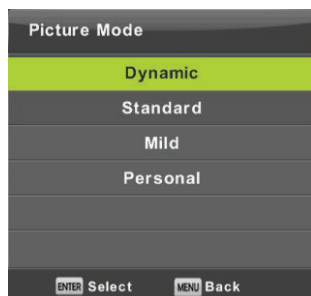 Picture Mode
Dynamic
Standard
Mild
Personal
ENTER Select MENU Back